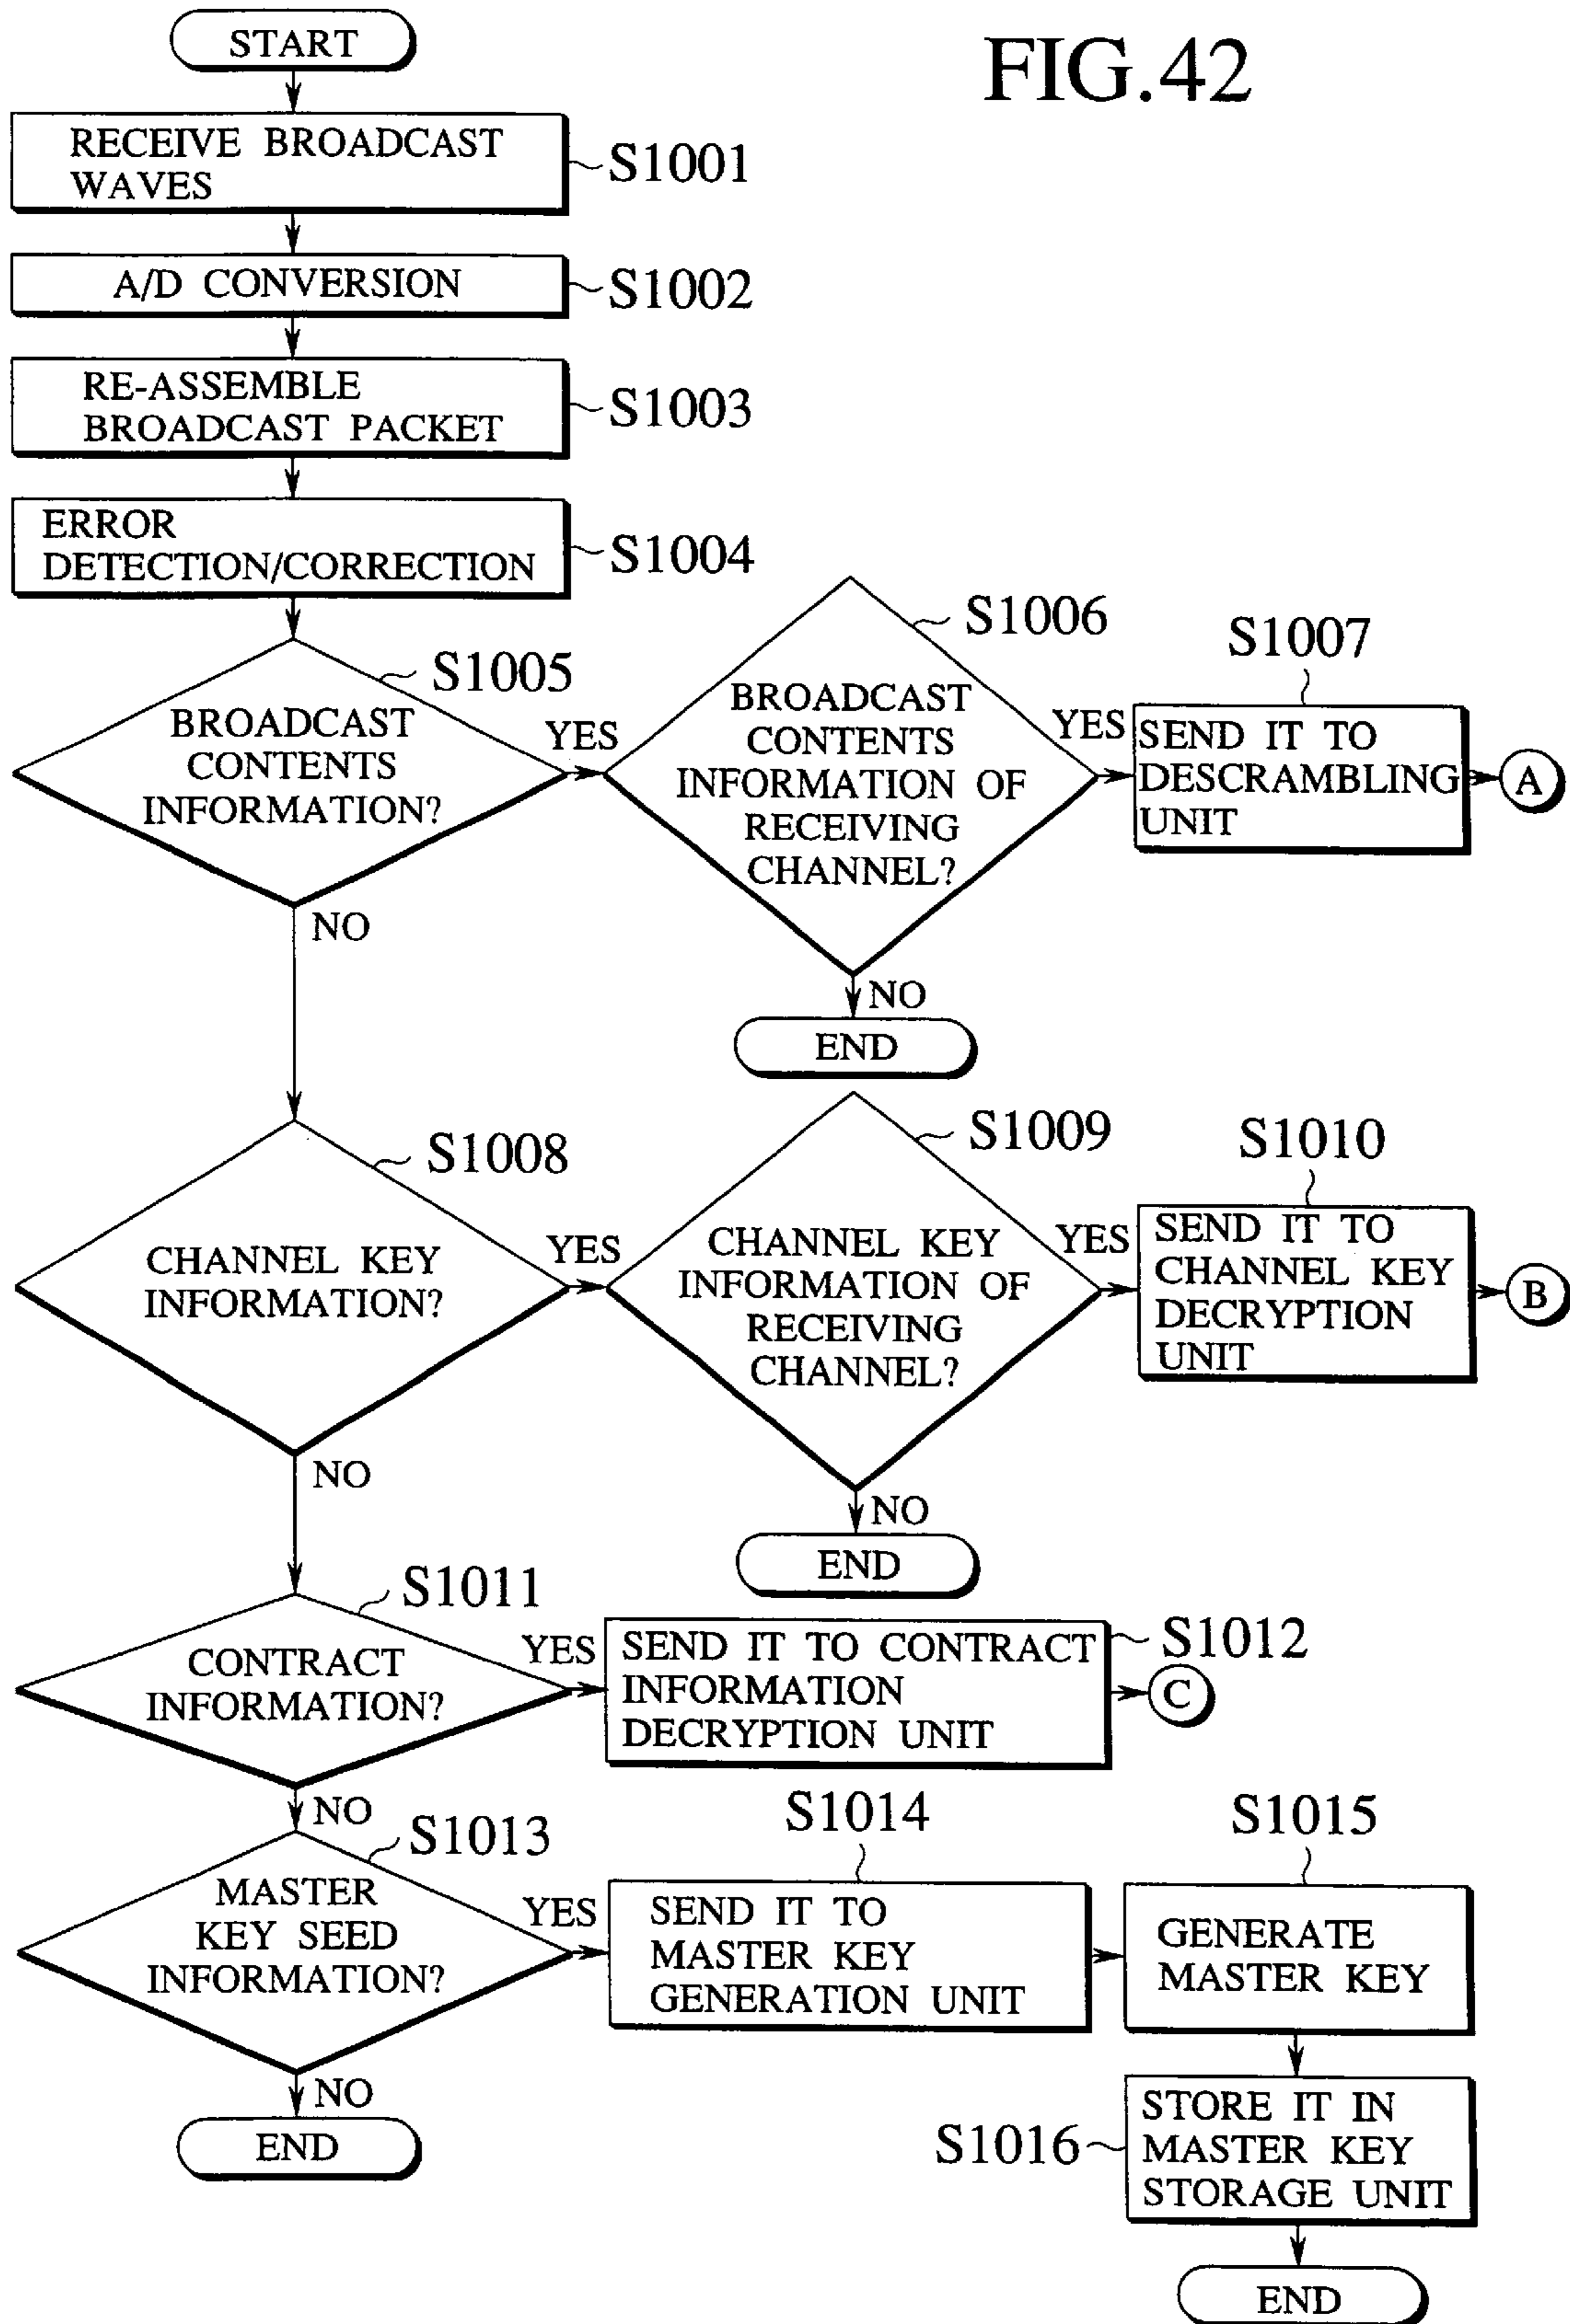 FIG.42
START
RECEIVE BROADCAST
WAVES
S1001
A/D CONVERSION
S1002
RE-ASSEMBLE
BROADCAST PACKET
S1003
ERROR
DETECTION/CORRECTION
S1004
S1005
BROADCAST
CONTENTS
INFORMATION?
YES
NO
S1006
BROADCAST
CONTENTS
INFORMATION OF
RECEIVING
CHANNEL?
YES
NO
END
S1007
SEND IT TO
DESCRAMBLING
UNIT
A
S1008
CHANNEL KEY
INFORMATION?
YES
NO
S1009
CHANNEL KEY
INFORMATION OF
RECEIVING
CHANNEL?
YES
NO
END
S1010
SEND IT TO
CHANNEL KEY
DECRYPTION
UNIT
B
S1011
CONTRACT
INFORMATION?
YES
NO
SEND IT TO CONTRACT
INFORMATION
DECRYPTION UNIT
S1012
C
S1013
MASTER
KEY SEED
INFORMATION?
YES
NO
END
S1014
SEND IT TO
MASTER KEY
GENERATION UNIT
S1015
GENERATE
MASTER KEY
S1016
STORE IT IN
MASTER KEY
STORAGE UNIT
END